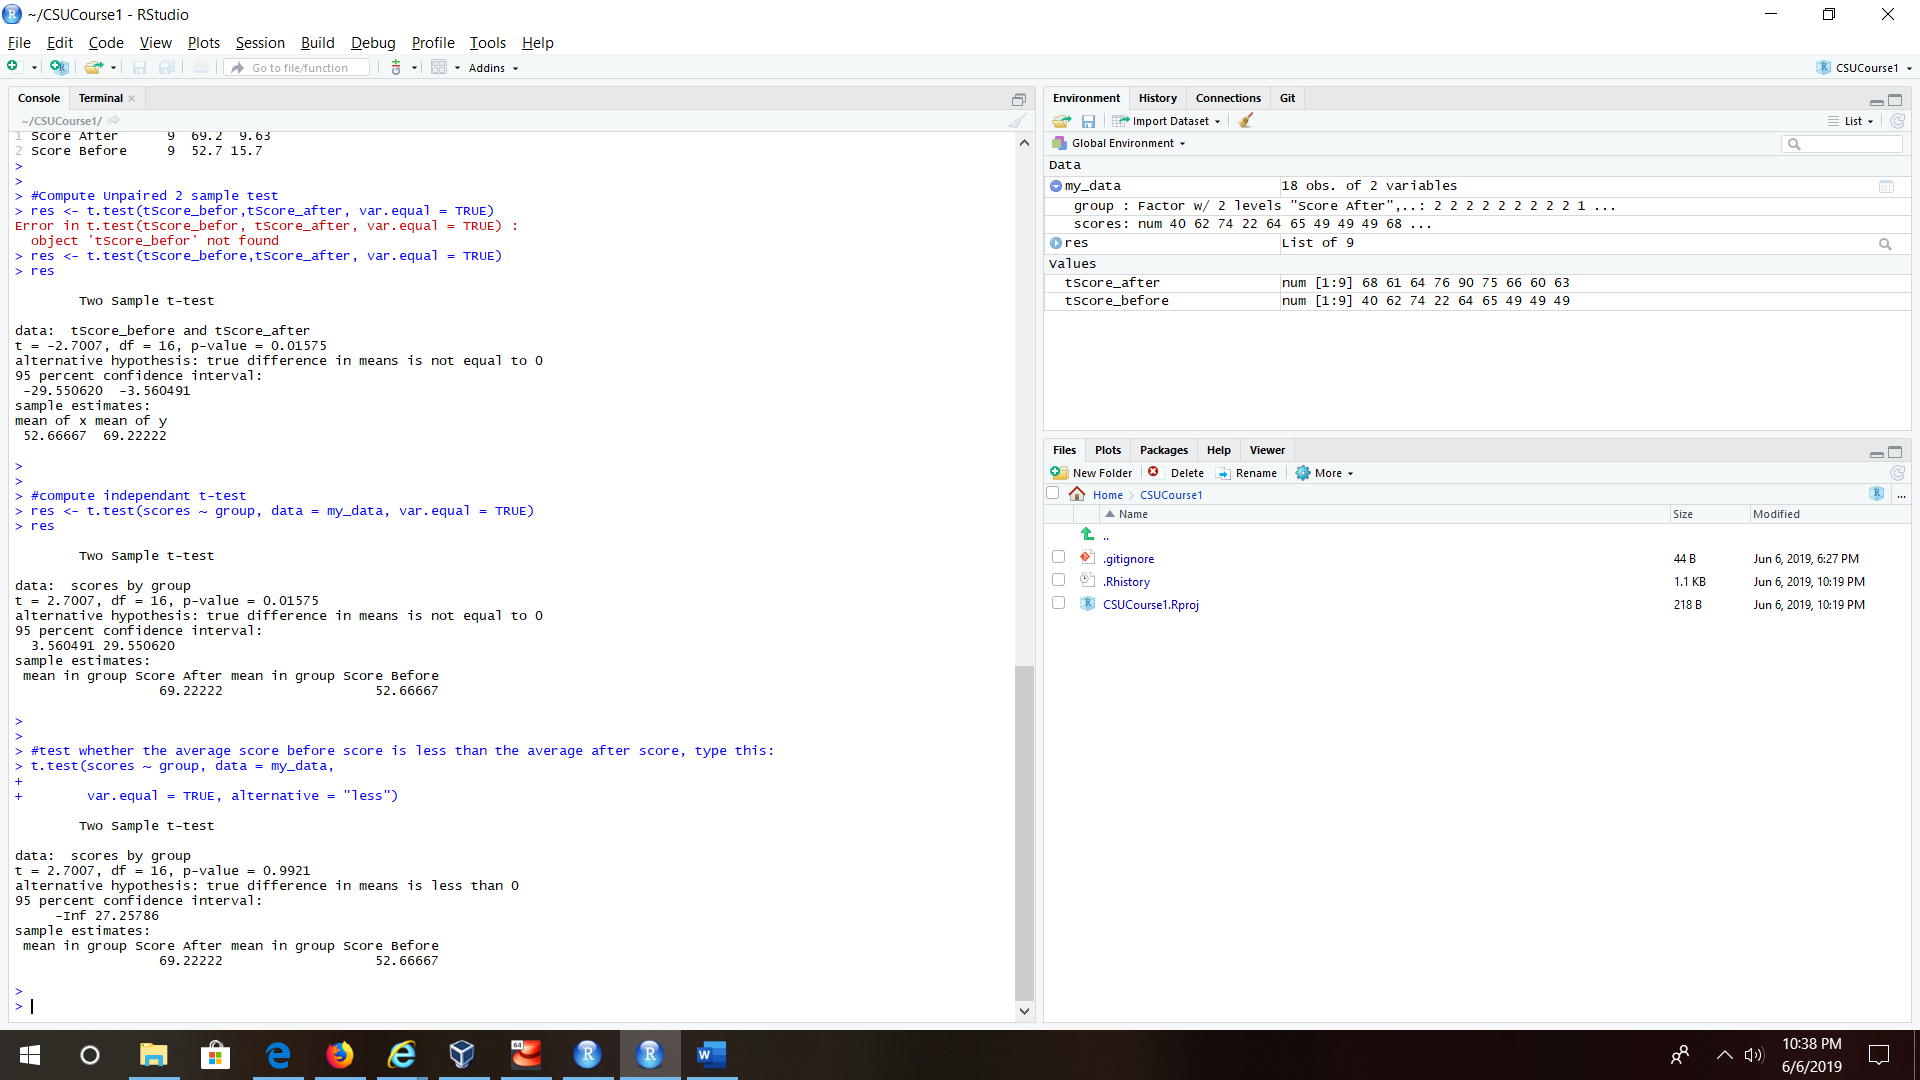 ~/CSUCourse1 - RStudio
File Edit Code View Plots Session Build Debug Profile Tools Help
Go to file/function Addins CSUCourse1
Console Terminal
~/CSUCourse1/
1 Score After 9 69.2 9.63
2 Score Before 9 52.7 15.7
>
>
> #Compute Unpaired 2 sample test
> res <- t.test(tScore_befor,tScore_after, var.equal = TRUE)
Error in t.test(tScore_befor, tScore_after, var.equal = TRUE) :
object 'tScore_befor' not found
> res <- t.test(tScore_before,tScore_after, var.equal = TRUE)
> res
Two Sample t-test
data: tScore_before and tScore_after
t = -2.7007, df = 16, p-value = 0.01575
alternative hypothesis: true difference in means is not equal to 0
95 percent confidence interval:
-29.550620 -3.560491
sample estimates:
mean of x mean of y
52.66667 69.22222
>
>
> #compute independant t-test
> res <- t.test(scores ~ group, data = my_data, var.equal = TRUE)
> res
Two Sample t-test
data: scores by group
t = 2.7007, df = 16, p-value = 0.01575
alternative hypothesis: true difference in means is not equal to 0
95 percent confidence interval:
3.560491 29.550620
sample estimates:
mean in group Score After mean in group Score Before
69.22222 52.66667
>
>
> #test whether the average score before score is less than the average after score, type this:
> t.test(scores ~ group, data = my_data,
+
+ var.equal = TRUE, alternative = "less")
Two Sample t-test
data: scores by group
t = 2.7007, df = 16, p-value = 0.9921
alternative hypothesis: true difference in means is less than 0
95 percent confidence interval:
-Inf 27.25786
sample estimates:
mean in group Score After mean in group Score Before
69.22222 52.66667
>
>
Environment History Connections Git
Import Dataset List
Global Environment
Data
my_data 18 obs. of 2 variables
group : Factor w/ 2 levels "Score After",..: 2 2 2 2 2 2 2 2 2 1 ...
scores: num 40 62 74 22 64 65 49 49 49 68 ...
res List of 9
Values
tScore_after num [1:9] 68 61 64 76 90 75 66 60 63
tScore_before num [1:9] 40 62 74 22 64 65 49 49 49
Files Plots Packages Help Viewer
New Folder Delete Rename More
Home CSUCourse1 ...
Name Size Modified
..
.gitignore 44 B Jun 6, 2019, 6:27 PM
.Rhistory 1.1 KB Jun 6, 2019, 10:19 PM
CSUCourse1.Rproj 218 B Jun 6, 2019, 10:19 PM
64
10:38 PM
6/6/2019